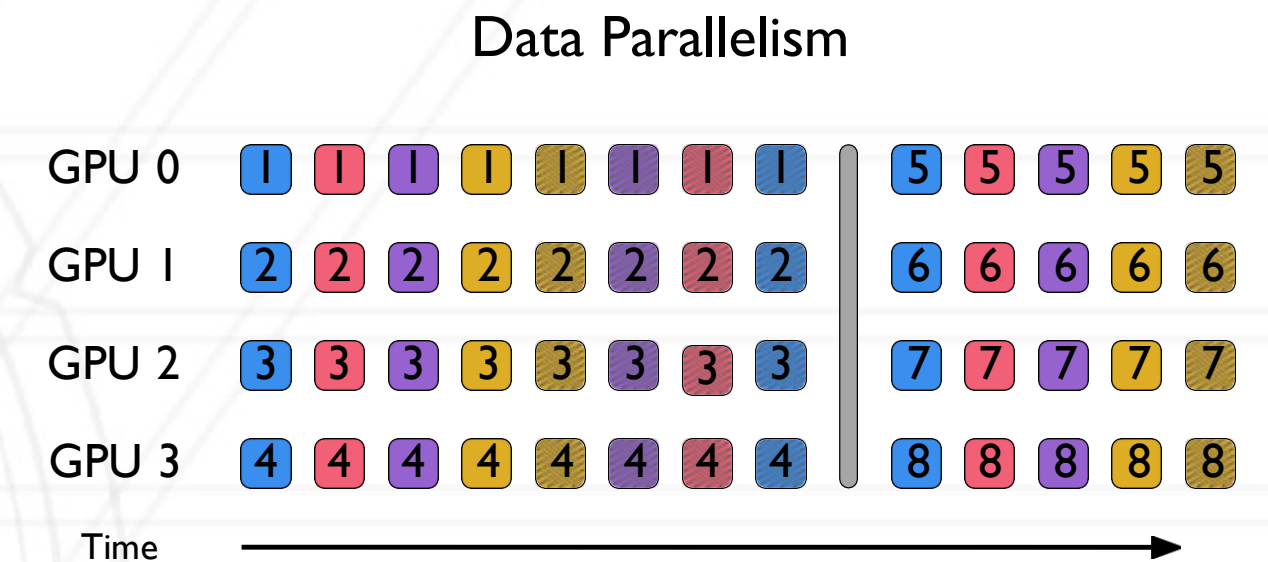 Data Parallelism
GPU 0 1 1 1 1 1 1 1 1 5 5 5 5 5
GPU 1 2 2 2 2 2 2 2 2 6 6 6 6 6
GPU 2 3 3 3 3 3 3 3 3 7 7 7 7 7
GPU 3 4 4 4 4 4 4 4 4 8 8 8 8 8
Time